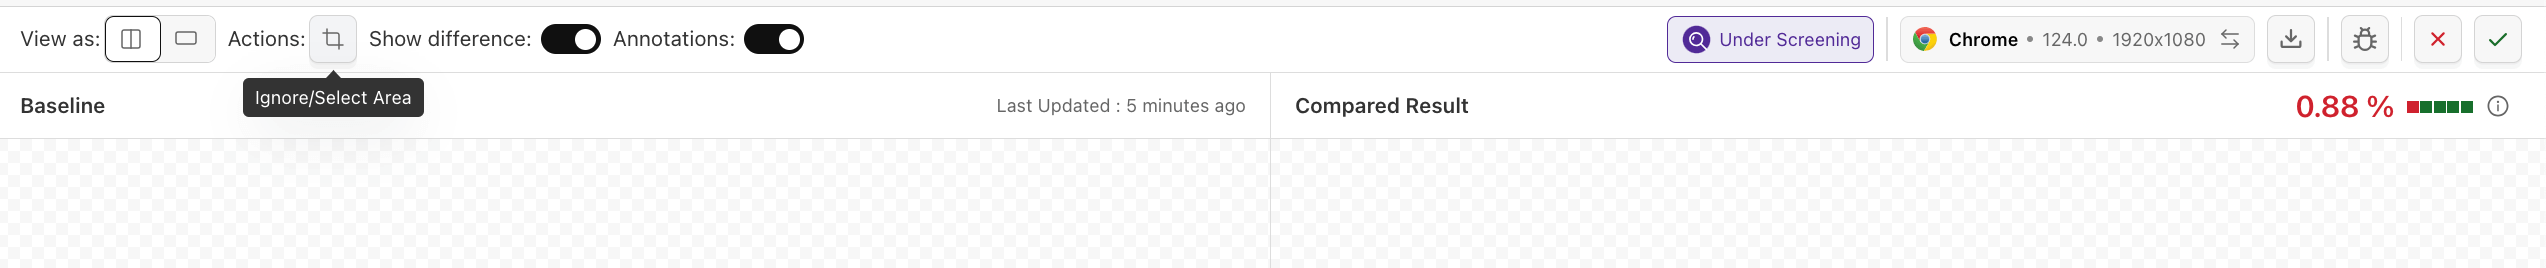 View as: Actions: Show difference: Annotations: Under Screening Chrome • 124.0 • 1920x1080
Ignore/Select Area
Baseline Last Updated : 5 minutes ago Compared Result 0.88 %